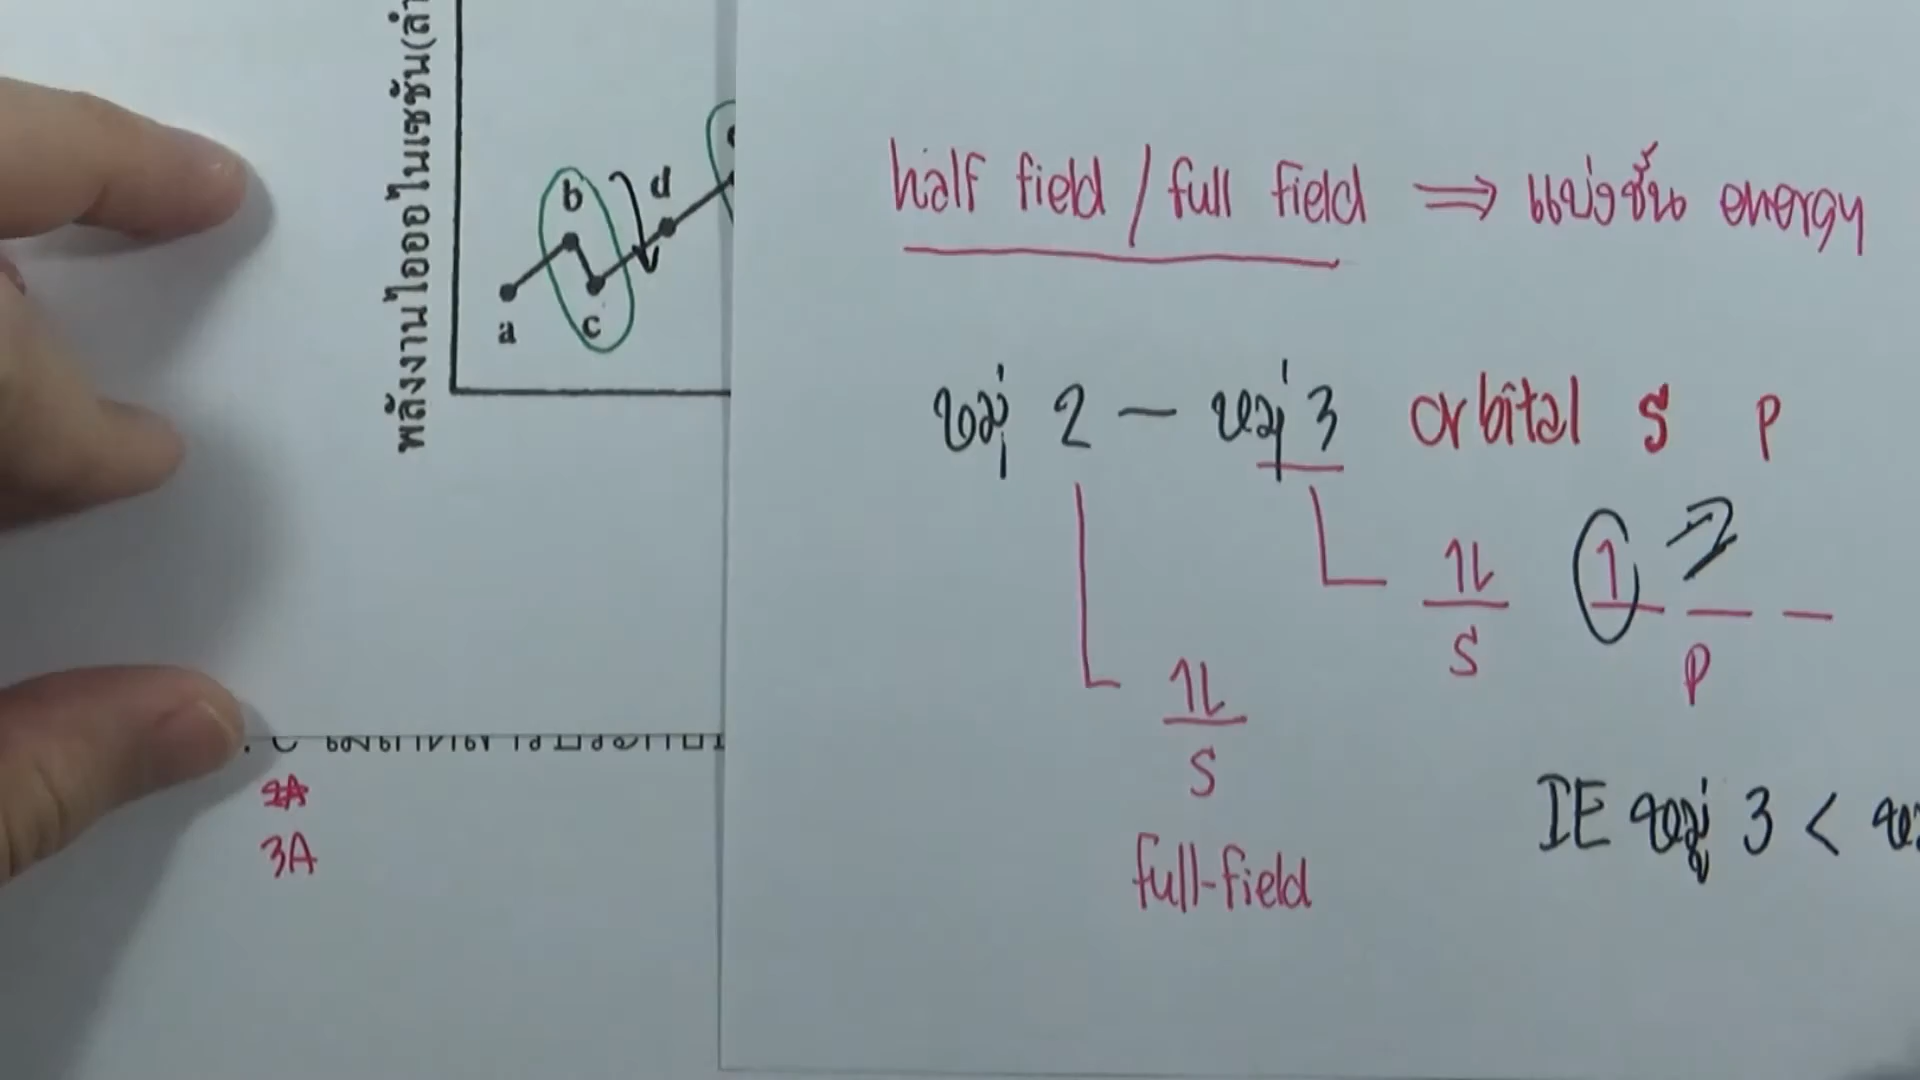 พลังงานไอออไนเซชัน(ลำ
a
b
c
d
2A
3A
half field / full field ⇒ แบ่งชั้น energy
หมู่ 2 – หมู่ 3 orbital s p
1l 1
s p
1l
s
full-field
IE หมู่ 3 <